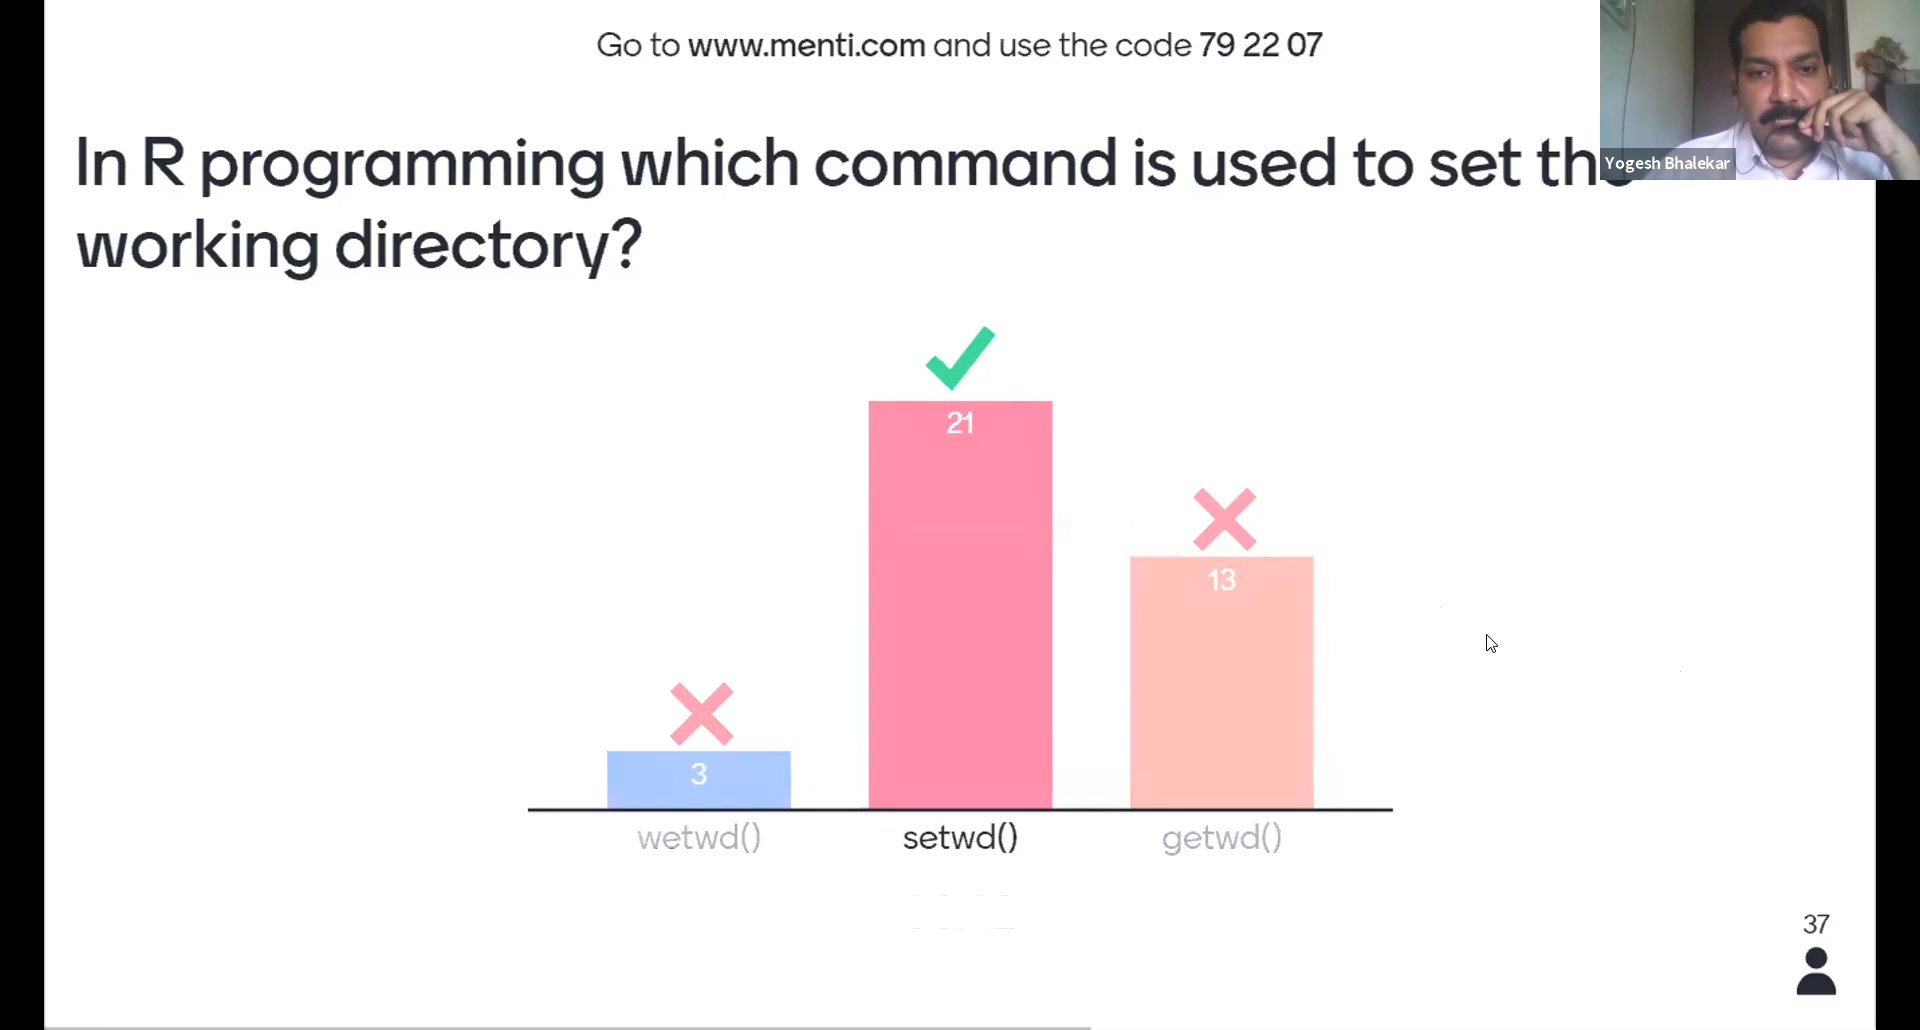 Go to www.menti.com and use the code 79 22 07
In R programming which command is used to set the
working directory?
Yogesh Bhalekar
21
13
3
wetwd()
setwd()
getwd()
37